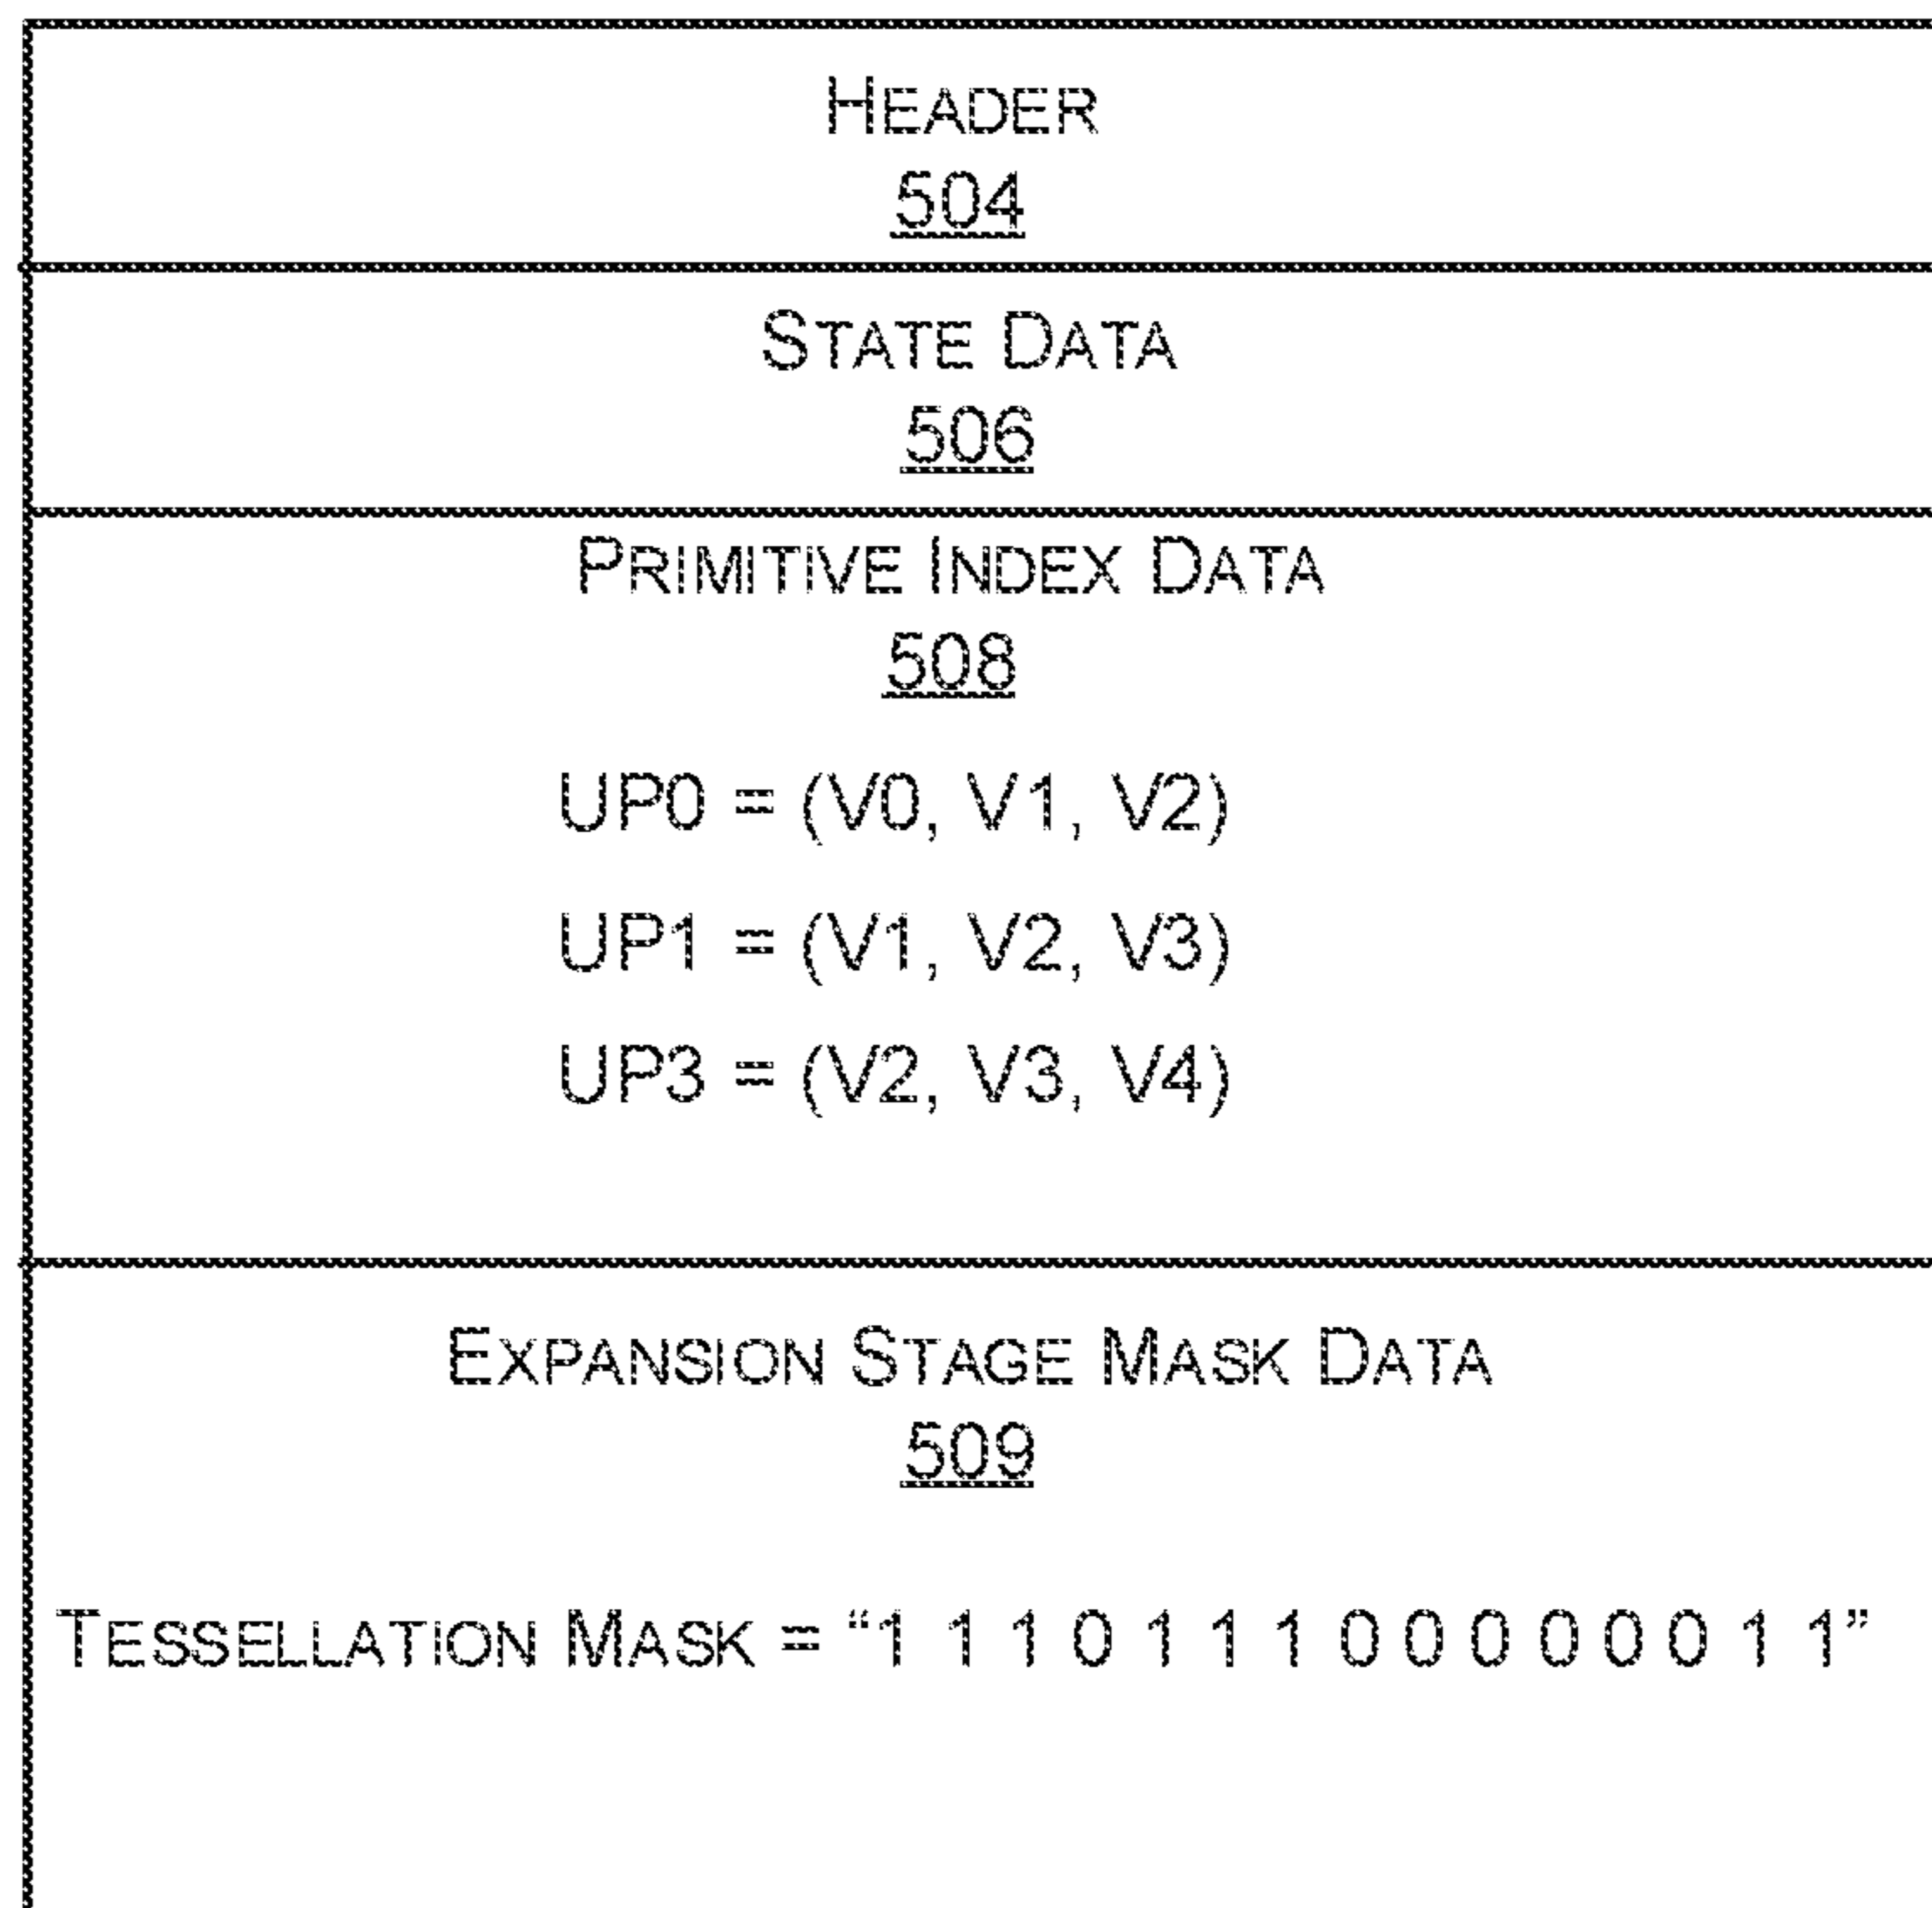 HEADER
504
STATE DATA
506
PRIMITIVE INDEX DATA
508
UP0 = (V0, V1, V2)
UP1 = (V1, V2, V3)
UP3 = (V2, V3, V4)
EXPANSION STAGE MASK DATA
509
TESSELLATION MASK = “1 1 1 0 1 1 1 0 0 0 0 0 0 1 1”